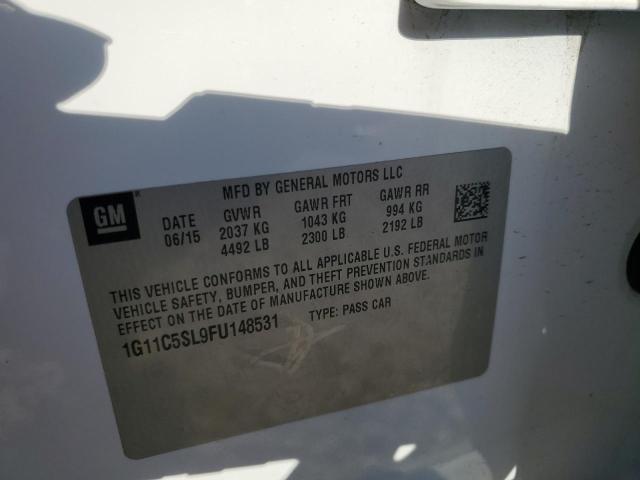 MFD BY GENERAL MOTORS LLC
GM
DATE GVWR GAWR FRT GAWR RR
06/15 2037 KG 1043 KG 994 KG
4492 LB 2300 LB 2192 LB
THIS VEHICLE CONFORMS TO ALL APPLICABLE U.S. FEDERAL MOTOR
VEHICLE SAFETY, BUMPER, AND THEFT PREVENTION STANDARDS IN
EFFECT ON THE DATE OF MANUFACTURE SHOWN ABOVE.
1G11C5SL9FU148531 TYPE: PASS CAR